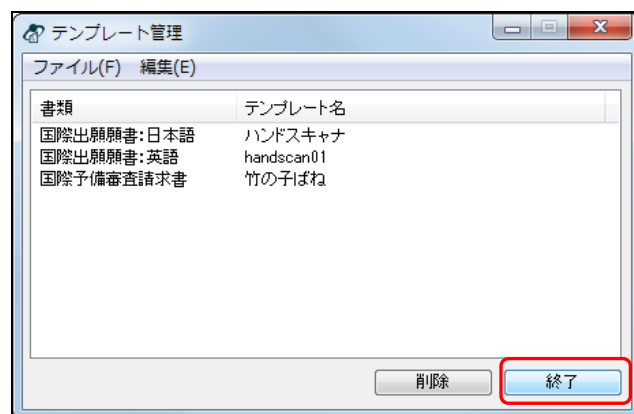 テンプレート管理
ファイル(F) 編集(E)
書類 テンプレート名
国際出願願書:日本語 ハンドスキャナ
国際出願願書:英語 handscan01
国際予備審査請求書 竹の子ばね
削除 終了